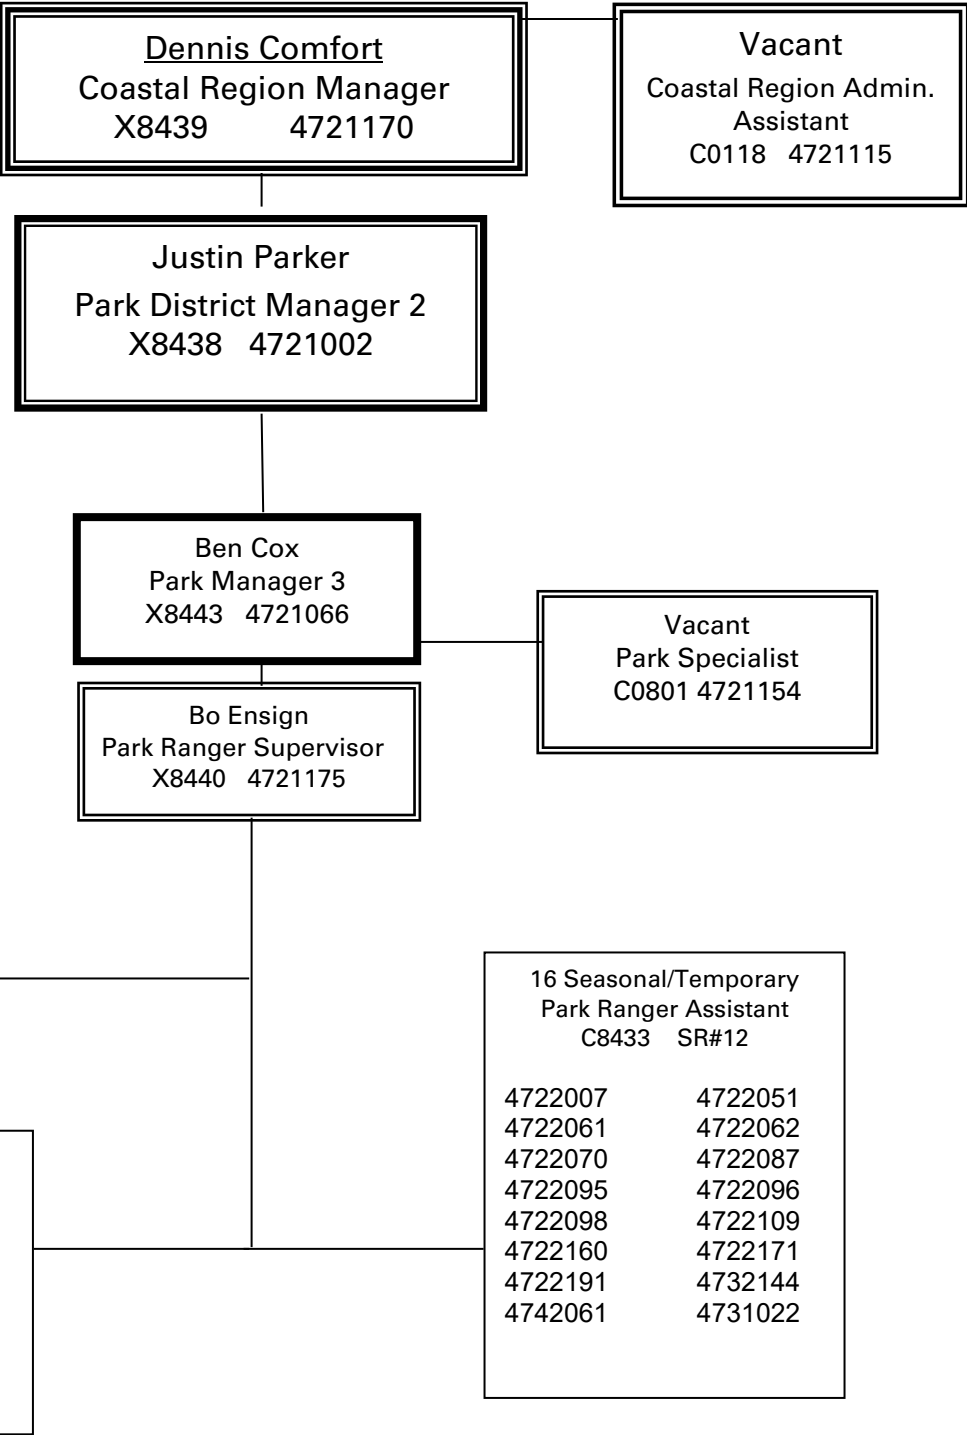 Dennis Comfort
Coastal Region Manager
X8439 4721170
Vacant
Coastal Region Admin.
Assistant
C0118 4721115
Justin Parker
Park District Manager 2
X8438 4721002
Ben Cox
Park Manager 3
X8443 4721066
Vacant
Park Specialist
C0801 4721154
Bo Ensign
Park Ranger Supervisor
X8440 4721175
16 Seasonal/Temporary
Park Ranger Assistant
C8433 SR#12
4722007 4722051
4722061 4722062
4722070 4722087
4722095 4722096
4722098 4722109
4722160 4722171
4722191 4732144
4742061 4731022